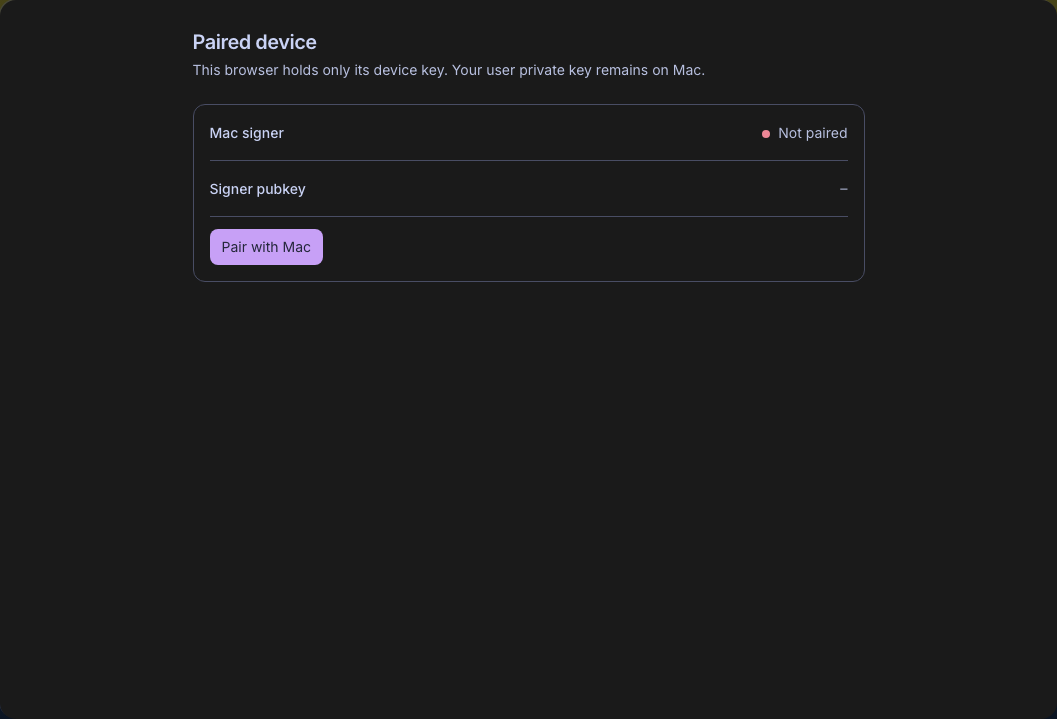 Paired device
This browser holds only its device key. Your user private key remains on Mac.
Mac signer
Not paired
Signer pubkey
–
Pair with Mac